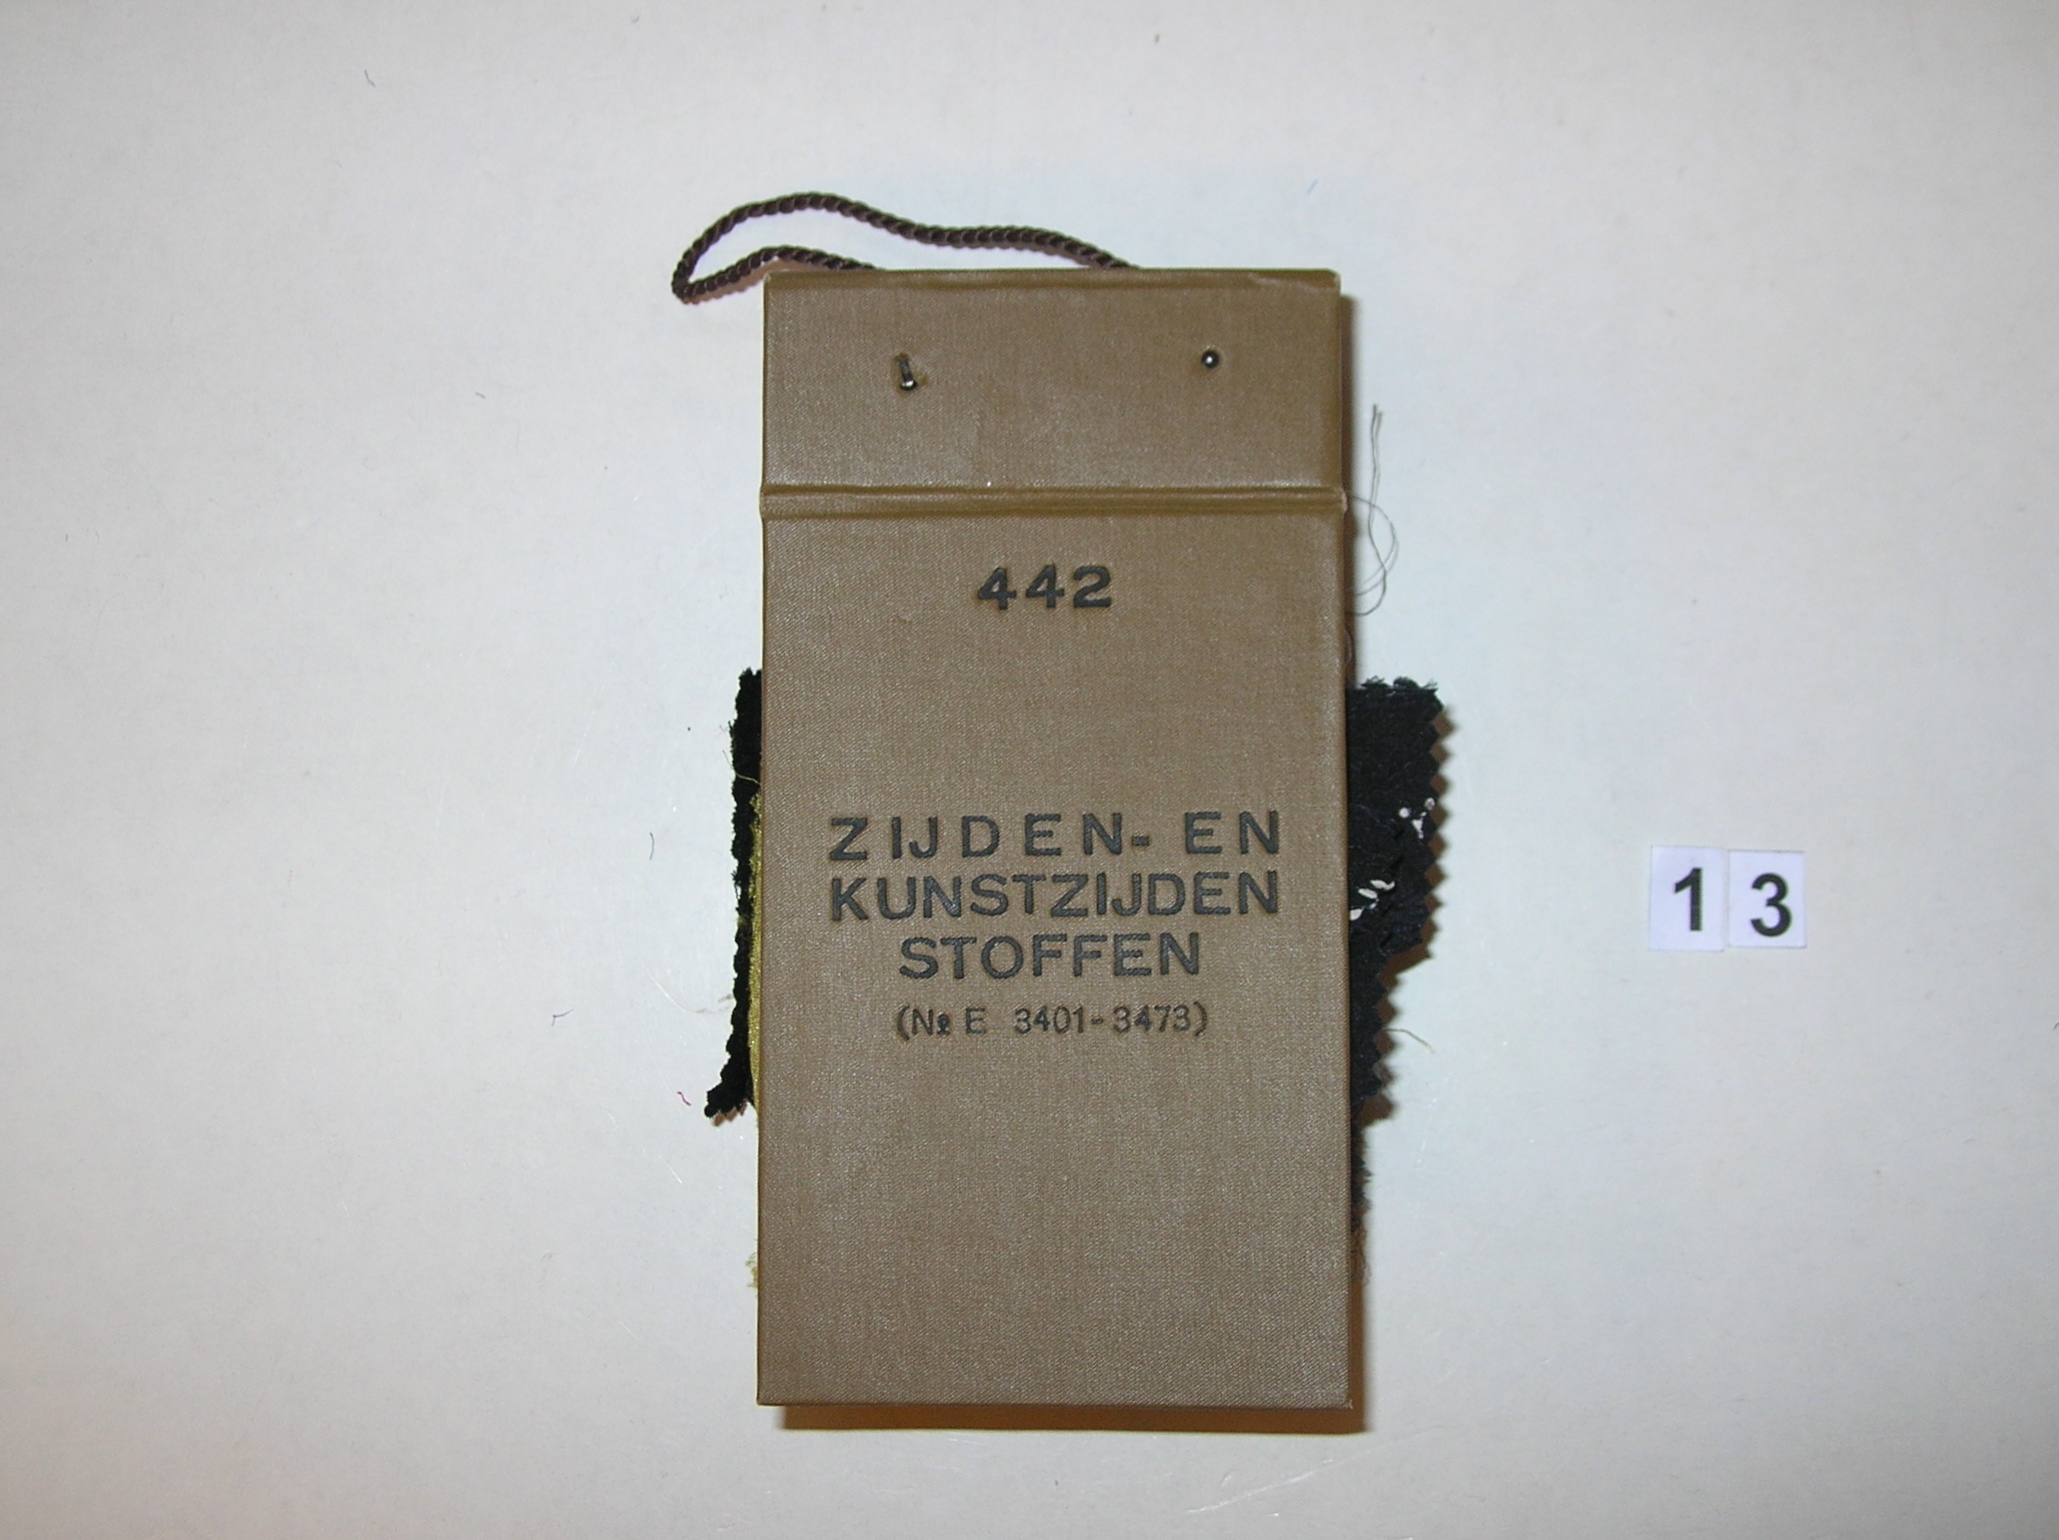 442
ZIJDEN- EN
KUNSTZIJDEN
STOFFEN
(No E 3401-3473)
13